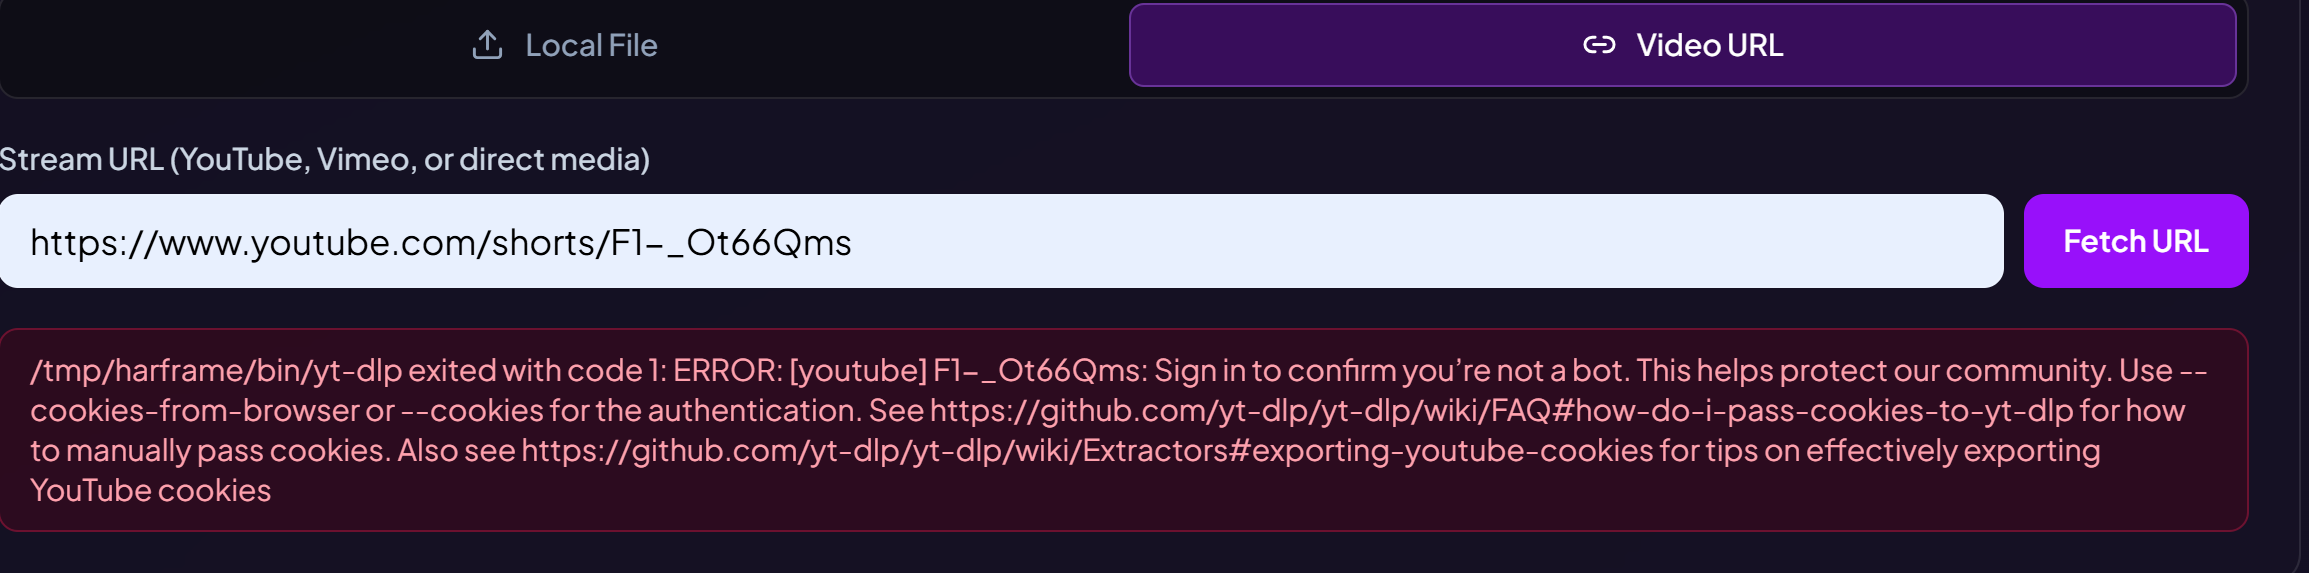 Local File
Video URL
Stream URL (YouTube, Vimeo, or direct media)
https://www.youtube.com/shorts/F1-_Ot66Qms
Fetch URL
/tmp/harframe/bin/yt-dlp exited with code 1: ERROR: [youtube] F1-_Ot66Qms: Sign in to confirm you’re not a bot. This helps protect our community. Use --
cookies-from-browser or --cookies for the authentication. See https://github.com/yt-dlp/yt-dlp/wiki/FAQ#how-do-i-pass-cookies-to-yt-dlp for how
to manually pass cookies. Also see https://github.com/yt-dlp/yt-dlp/wiki/Extractors#exporting-youtube-cookies for tips on effectively exporting
YouTube cookies